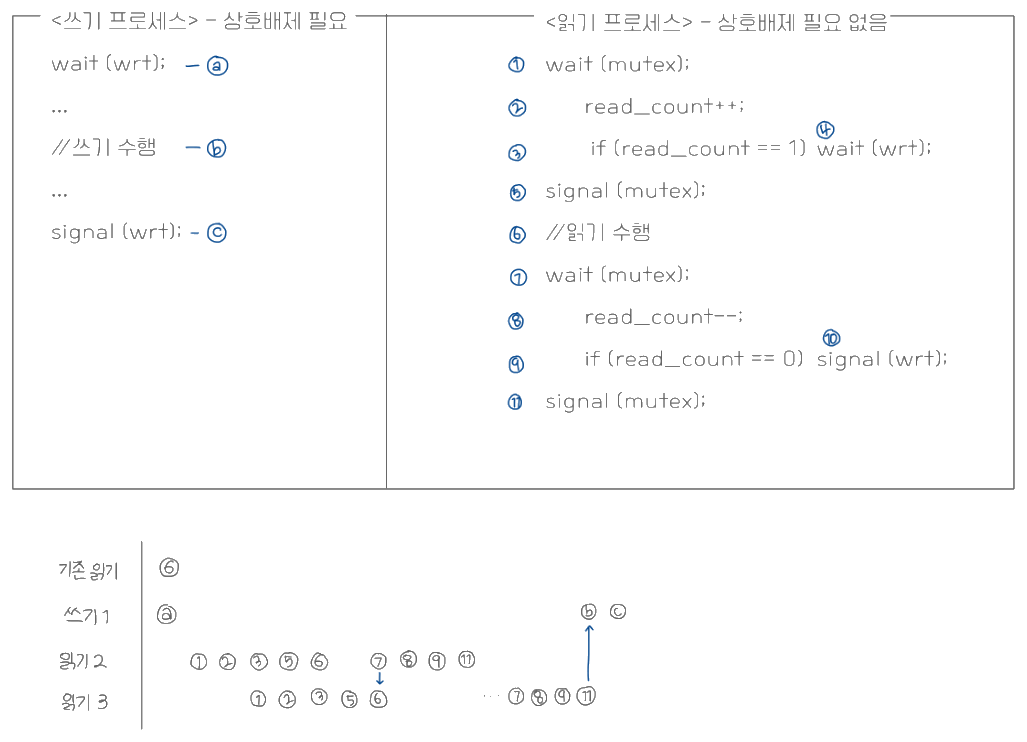 <쓰기 프로세스> - 상호배제 필요
wait (wrt); - ⓐ
...
//쓰기 수행 - ⓑ
...
signal (wrt); - ⓒ
<읽기 프로세스> - 상호배제 필요 없음
① wait (mutex);
② read_count++;
③ if (read_count == 1) ④ wait (wrt);
⑤ signal (mutex);
⑥ //읽기 수행
⑦ wait (mutex);
⑧ read_count--;
⑨ if (read_count == 0) ⑩ signal (wrt);
⑪ signal (mutex);
기존 읽기 ⑥
쓰기 1 ⓐ ⓑ ⓒ
읽기 2 ① ② ③ ⑤ ⑥ ⑦ ⑧ ⑨ ⑪
읽기 3 ① ② ③ ⑤ ⑥ ... ⑦ ⑧ ⑨ ⑪